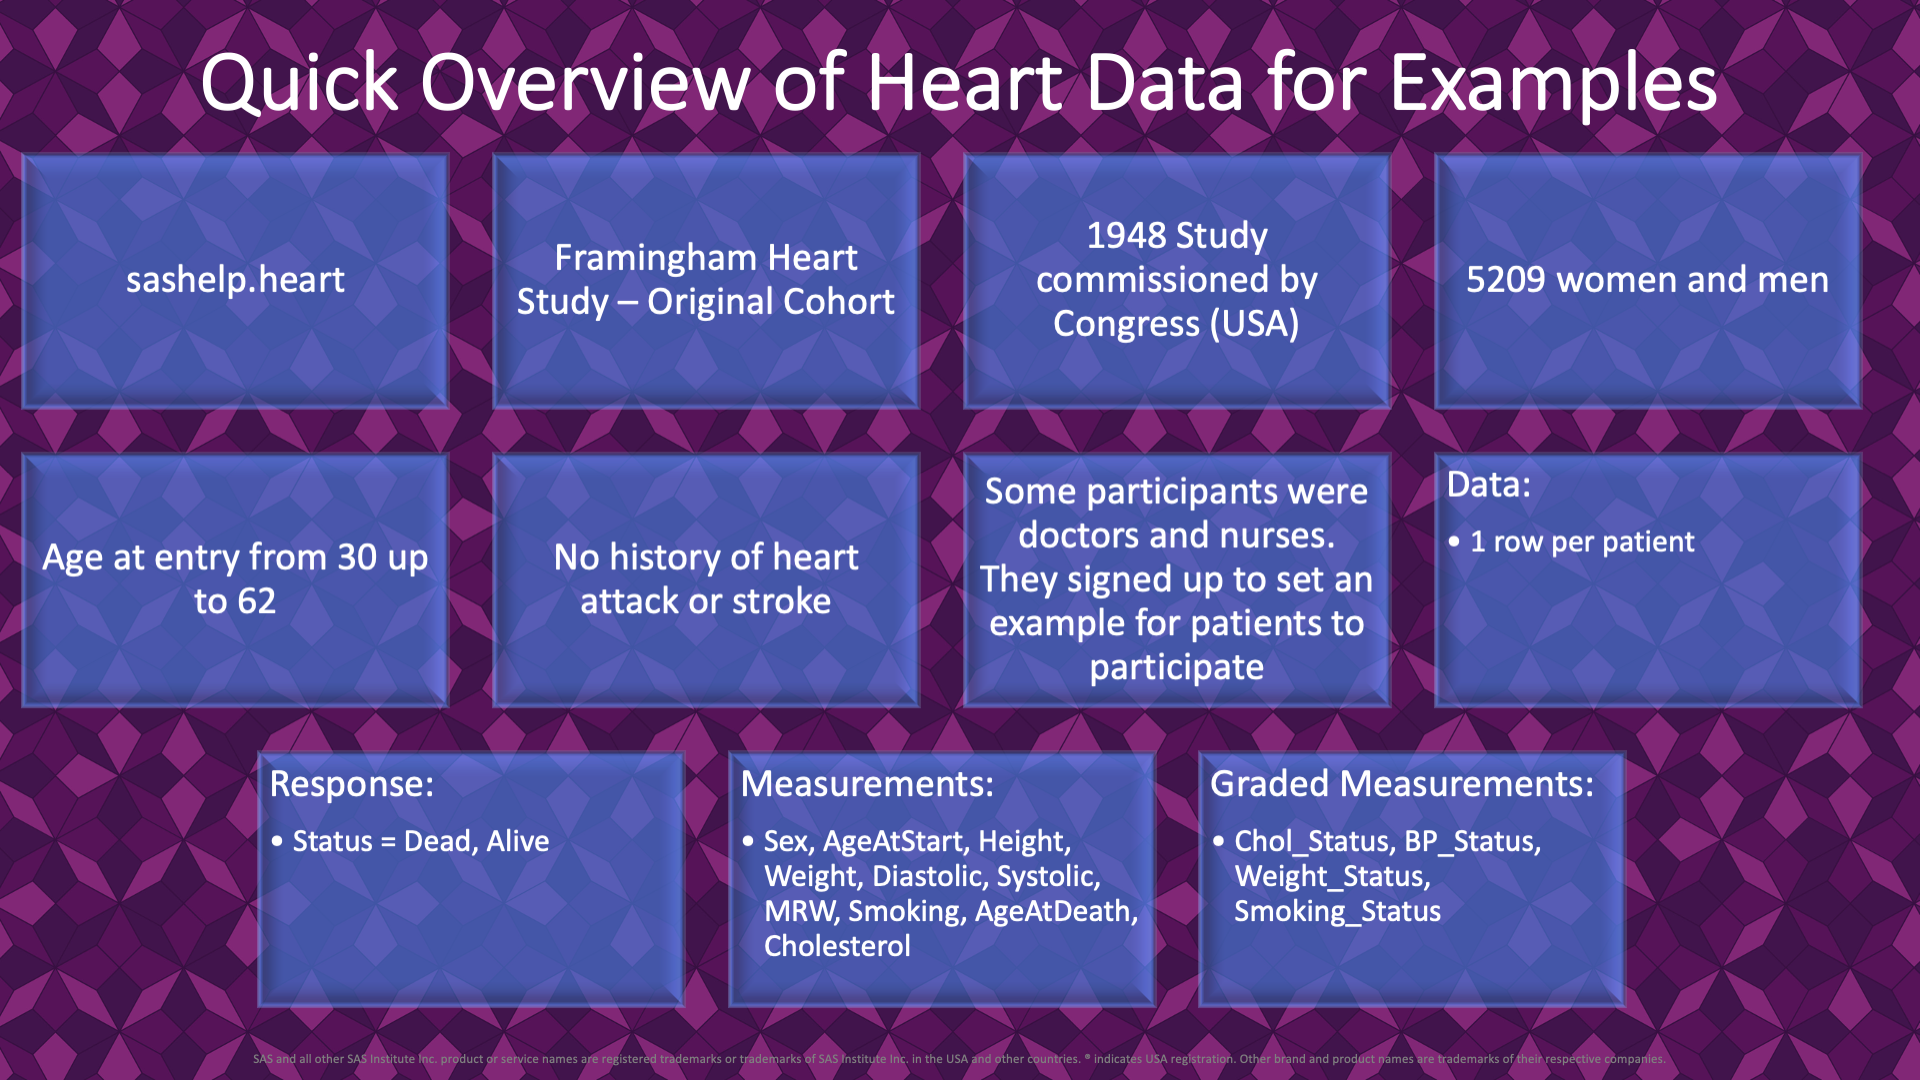 Quick Overview of Heart Data for Examples
sashelp.heart
Framingham Heart
Study – Original Cohort
1948 Study
commissioned by
Congress (USA)
5209 women and men
Age at entry from 30 up
to 62
No history of heart
attack or stroke
Some participants were
doctors and nurses.
They signed up to set an
example for patients to
participate
Data:
• 1 row per patient
Response:
• Status = Dead, Alive
Measurements:
• Sex, AgeAtStart, Height,
Weight, Diastolic, Systolic,
MRW, Smoking, AgeAtDeath,
Cholesterol
Graded Measurements:
• Chol_Status, BP_Status,
Weight_Status,
Smoking_Status
SAS and all other SAS Institute Inc. product or service names are registered trademarks or trademarks of SAS Institute Inc. in the USA and other countries. ® indicates USA registration. Other brand and product names are trademarks of their respective companies.